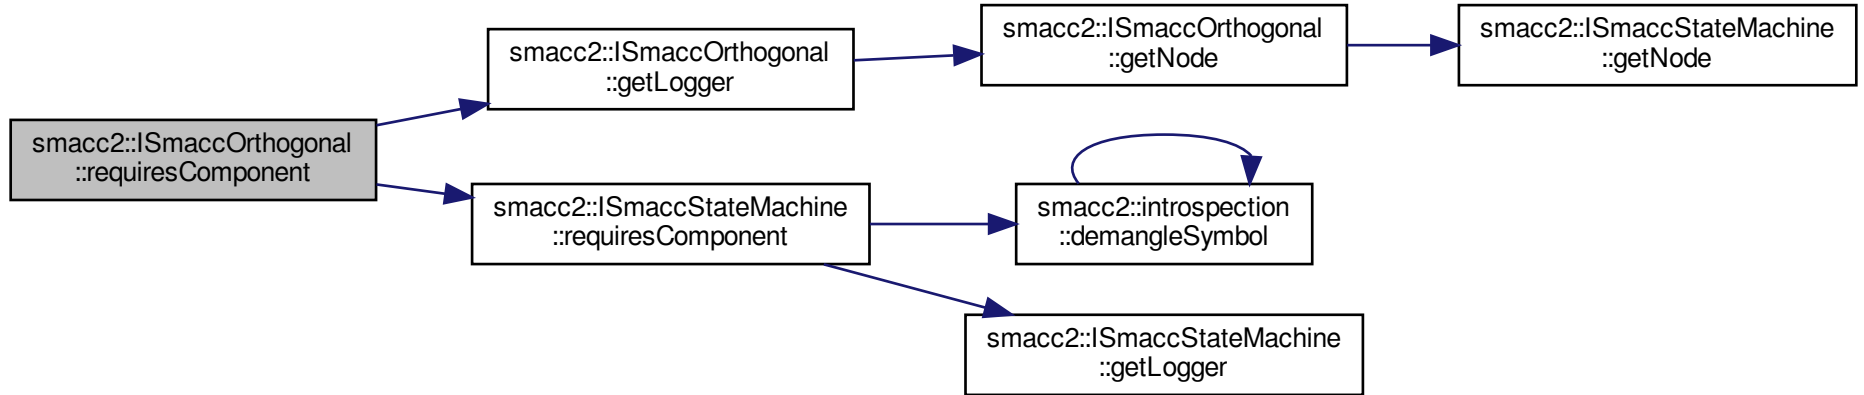 smacc2::ISmaccOrthogonal
::requiresComponent
smacc2::ISmaccOrthogonal
::getLogger
smacc2::ISmaccOrthogonal
::getNode
smacc2::ISmaccStateMachine
::getNode
smacc2::ISmaccStateMachine
::requiresComponent
smacc2::introspection
::demangleSymbol
smacc2::ISmaccStateMachine
::getLogger